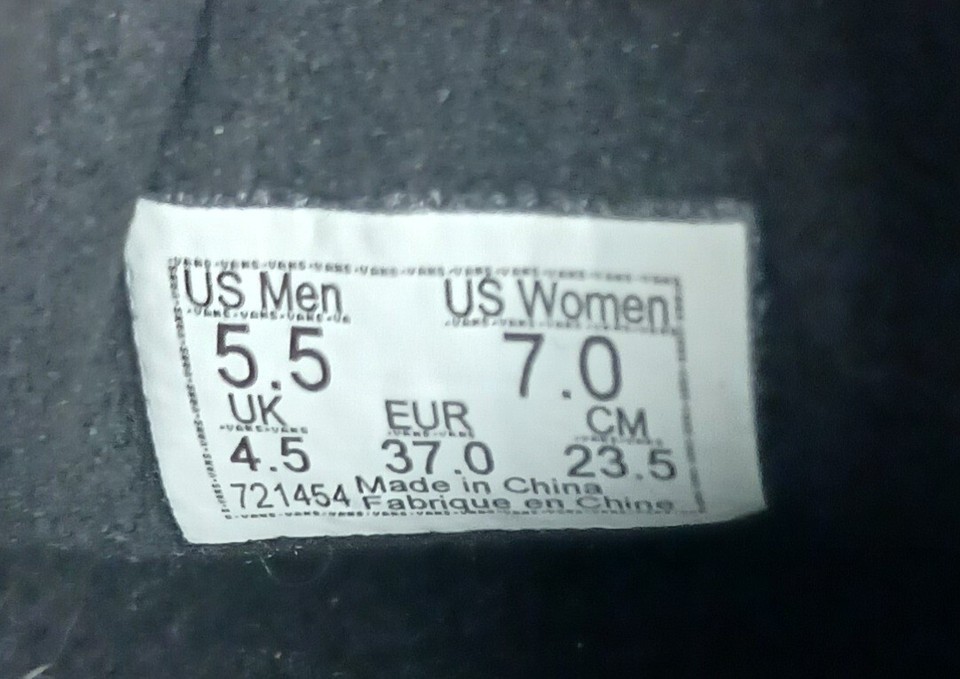 US Men US Women
5.5 7.0
UK EUR CM
4.5 37.0 23.5
721454 Made in China
Fabrique en Chine